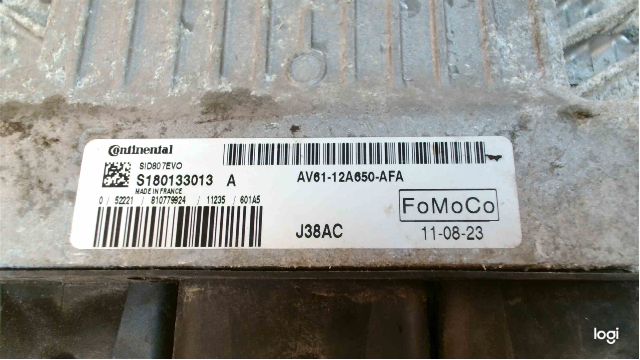 Continental
SID807EVO
S180133013 A
MADE IN FRANCE
0 / 52221 / 810779924 / 11235 / 601A5
AV61-12A650-AFA
FoMoCo
J38AC
11-08-23
logi